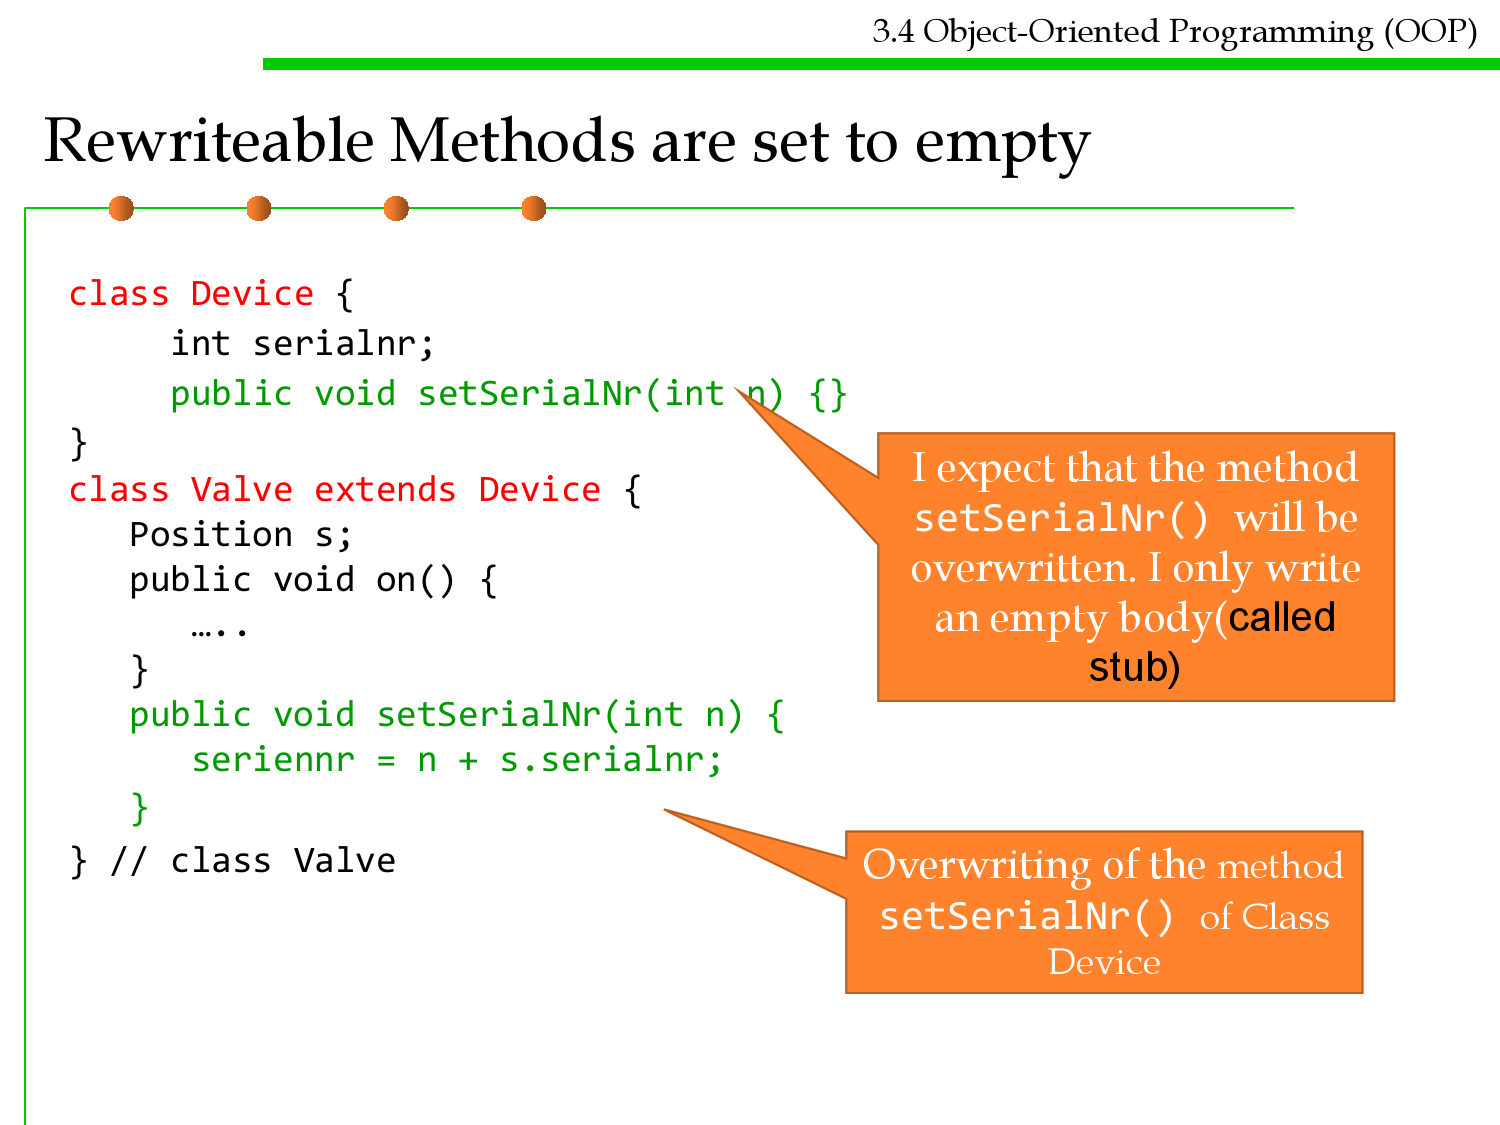 3.4 Object-Oriented Programming (OOP)
Rewriteable Methods are set to empty
class Device {
int serialnr;
public void setSerialNr(int n) {}
}
class Valve extends Device {
Position s;
public void on() {
…..
}
public void setSerialNr(int n) {
seriennr = n + s.serialnr;
}
} // class Valve
I expect that the method
setSerialNr() will be
overwritten. I only write
an empty body(called
stub)
Overwriting of the method
setSerialNr() of Class
Device